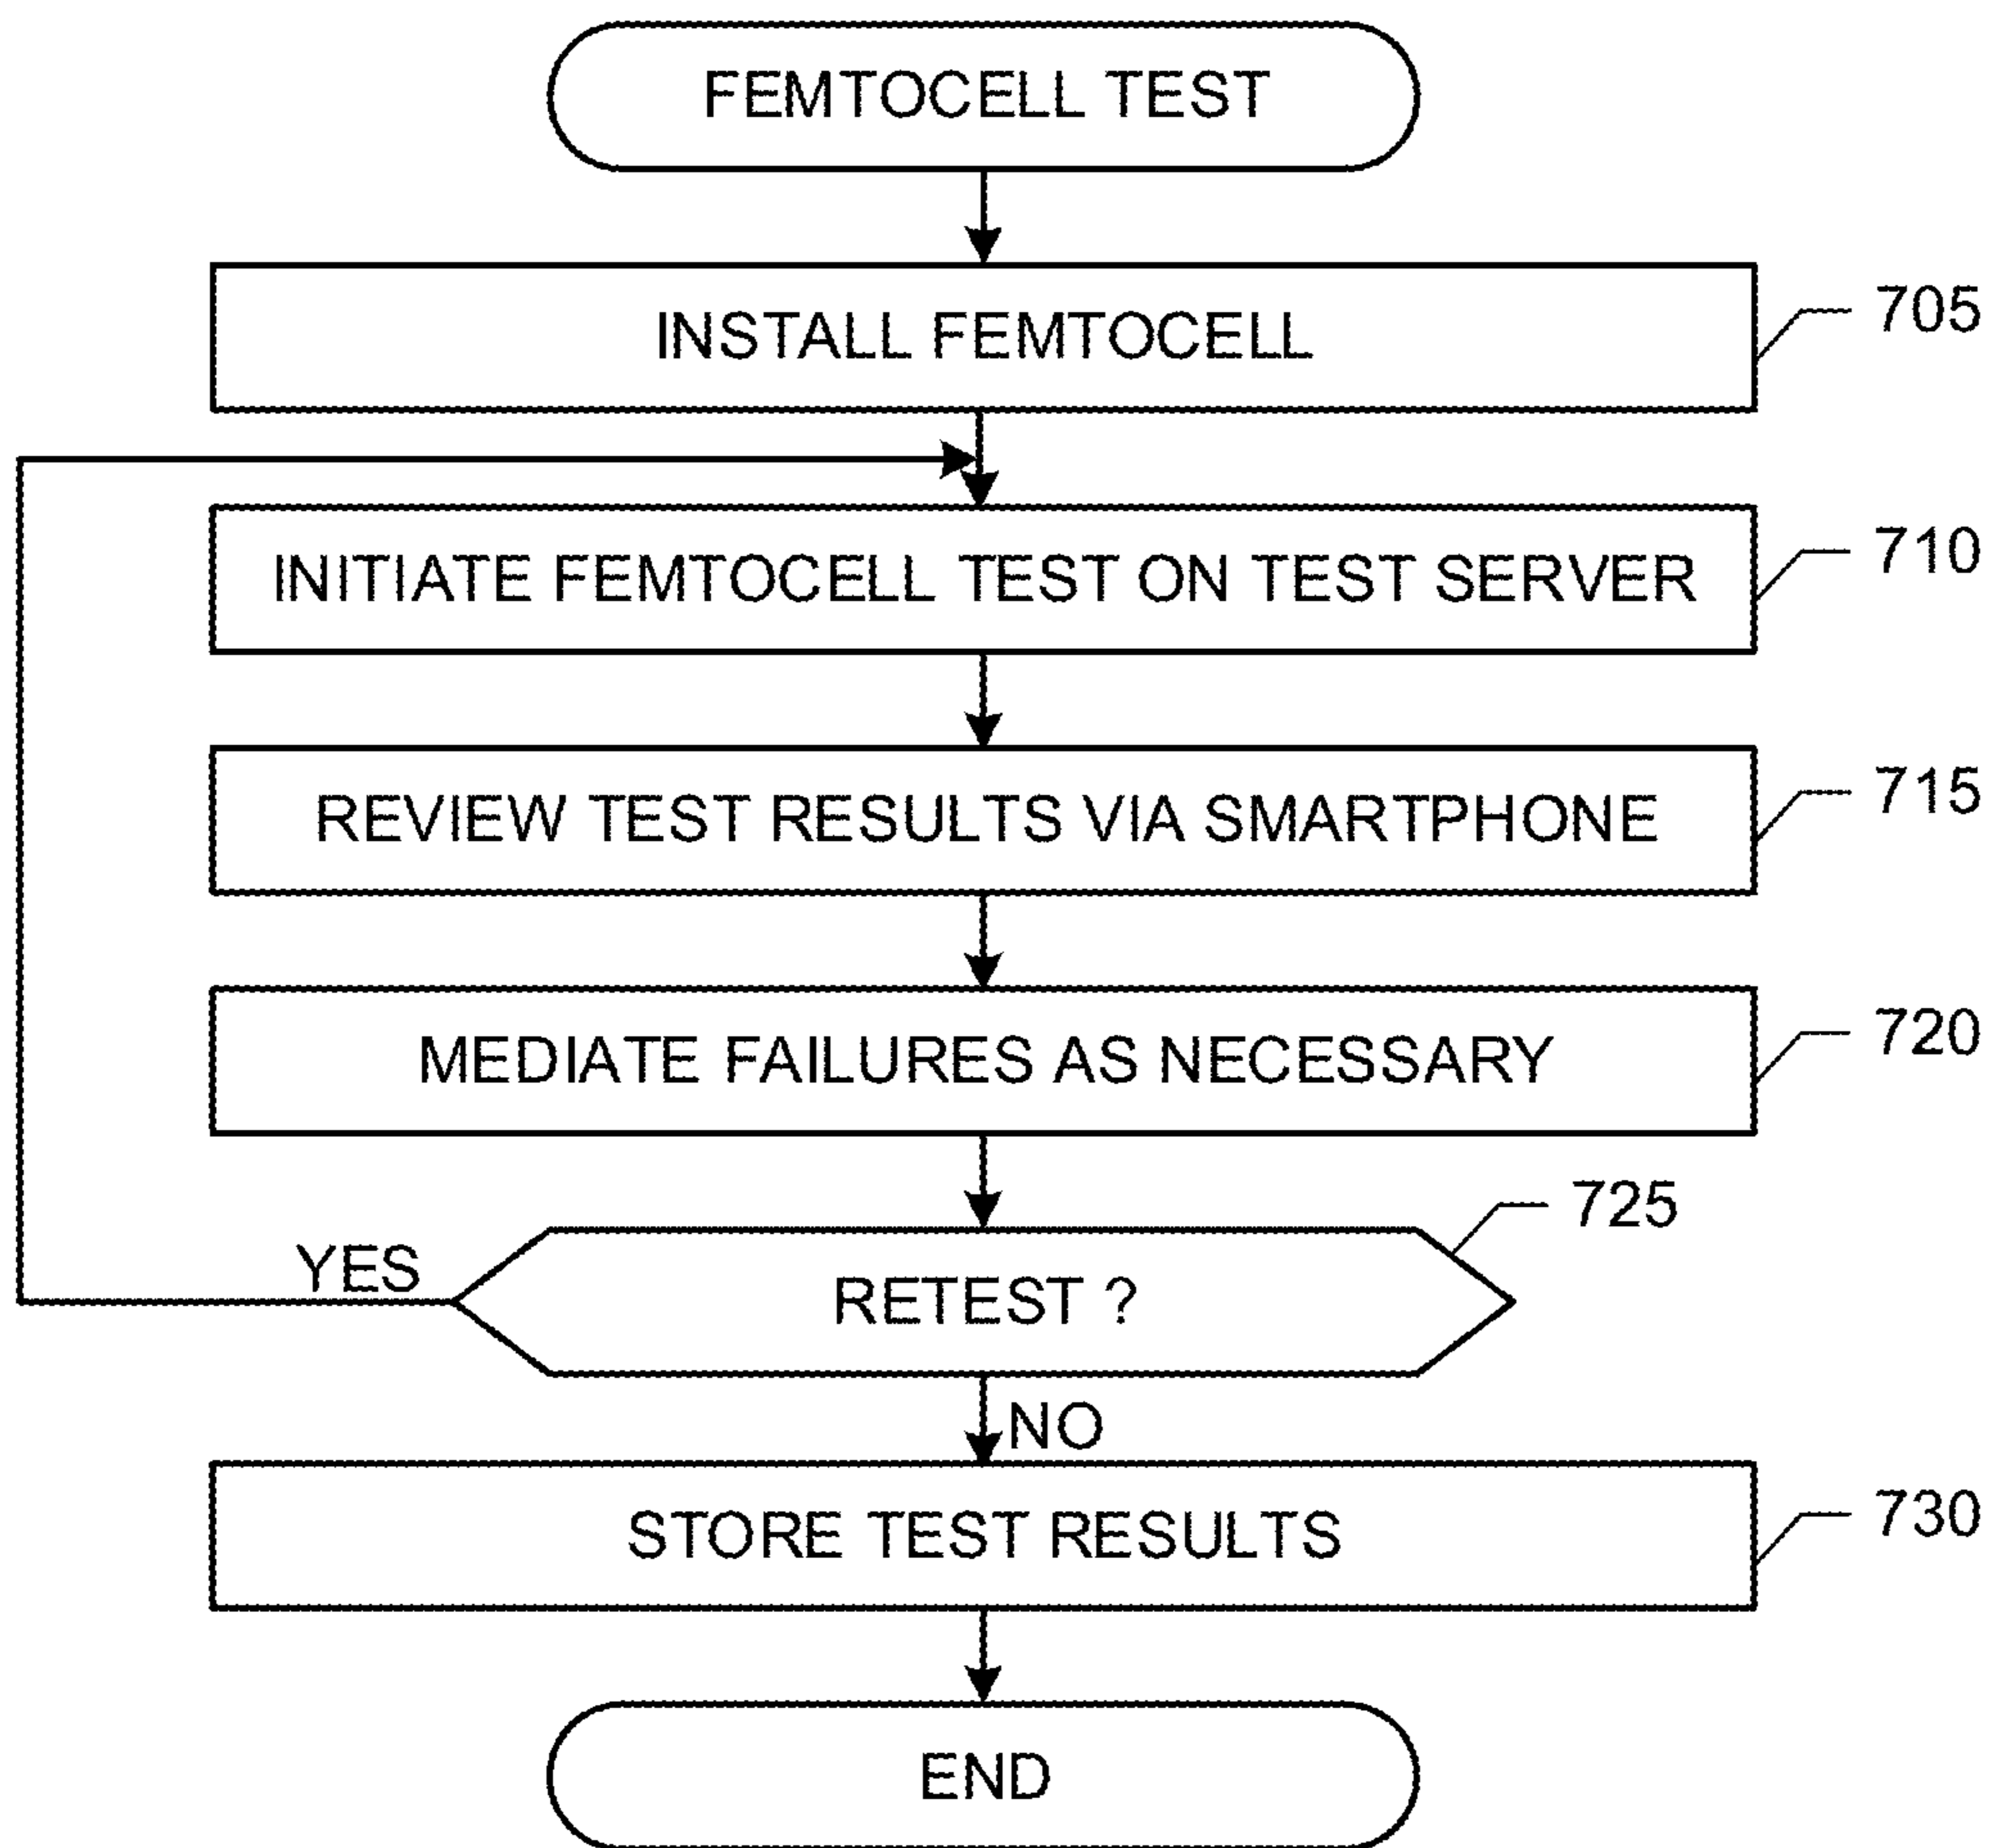 FEMTOCELL TEST
INSTALL FEMTOCELL
705
INITIATE FEMTOCELL TEST ON TEST SERVER
710
REVIEW TEST RESULTS VIA SMARTPHONE
715
MEDIATE FAILURES AS NECESSARY
720
725
YES
RETEST ?
NO
STORE TEST RESULTS
730
END